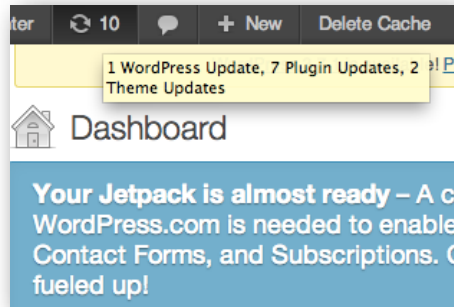 ter 10 + New Delete Cache
1 WordPress Update, 7 Plugin Updates, 2
Theme Updates
e! P
Dashboard
Your Jetpack is almost ready – A c
WordPress.com is needed to enable
Contact Forms, and Subscriptions. C
fueled up!